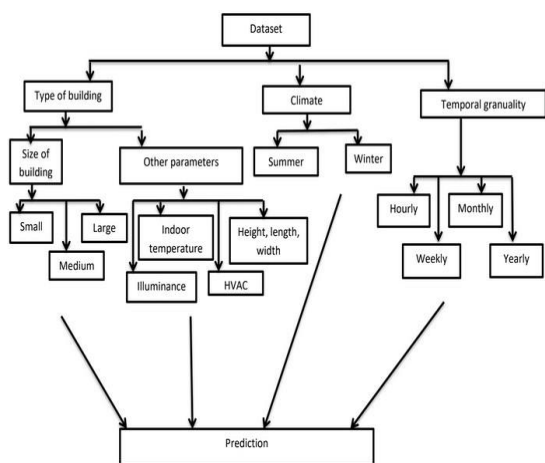 Dataset
Type of building
Climate
Temporal granuality
Size of
building
Other parameters
Summer
Winter
Small
Large
Medium
Indoor
temperature
Height, length,
width
Illuminance
HVAC
Hourly
Monthly
Weekly
Yearly
Prediction